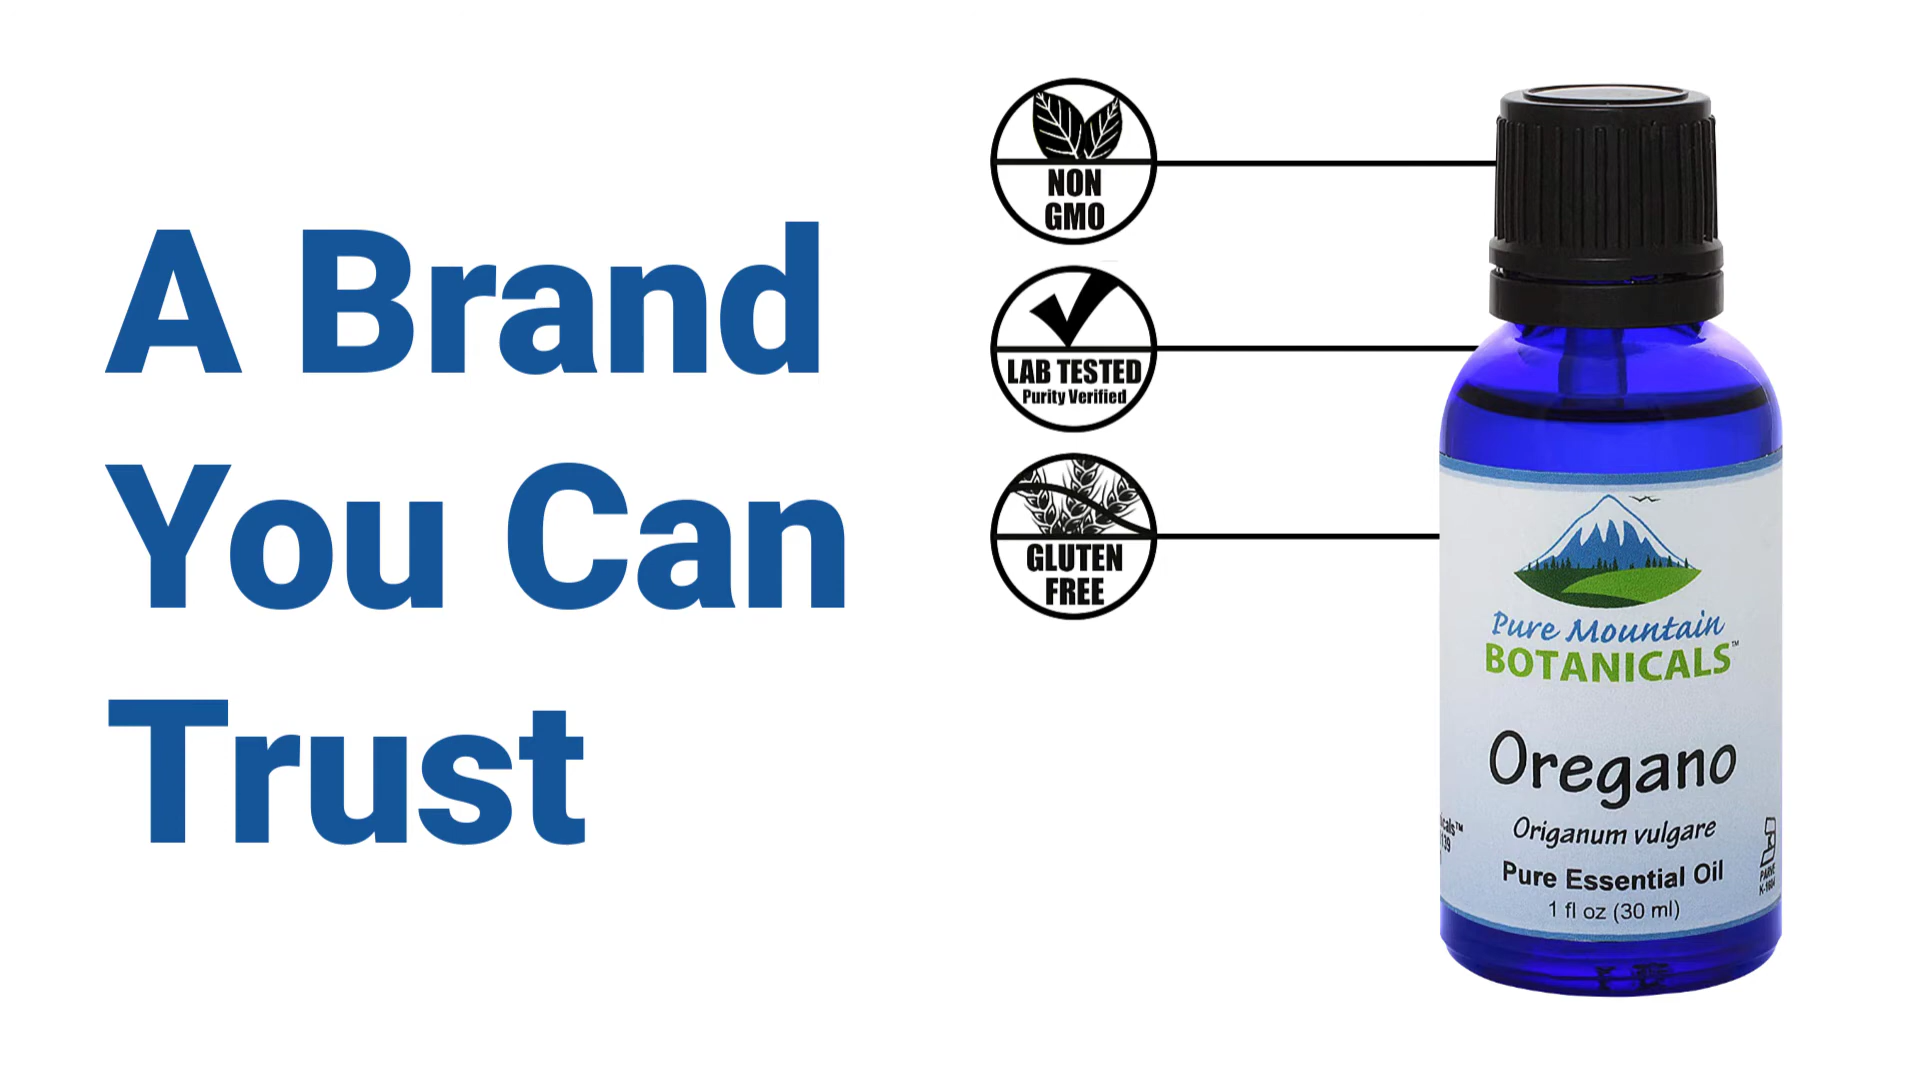 A Brand
You Can
Trust
NON
GMO
LAB TESTED
Purity Verified
GLUTEN
FREE
Pure Mountain
BOTANICALS™
Oregano
Origanum vulgare
Pure Essential Oil
1 fl oz (30 ml)